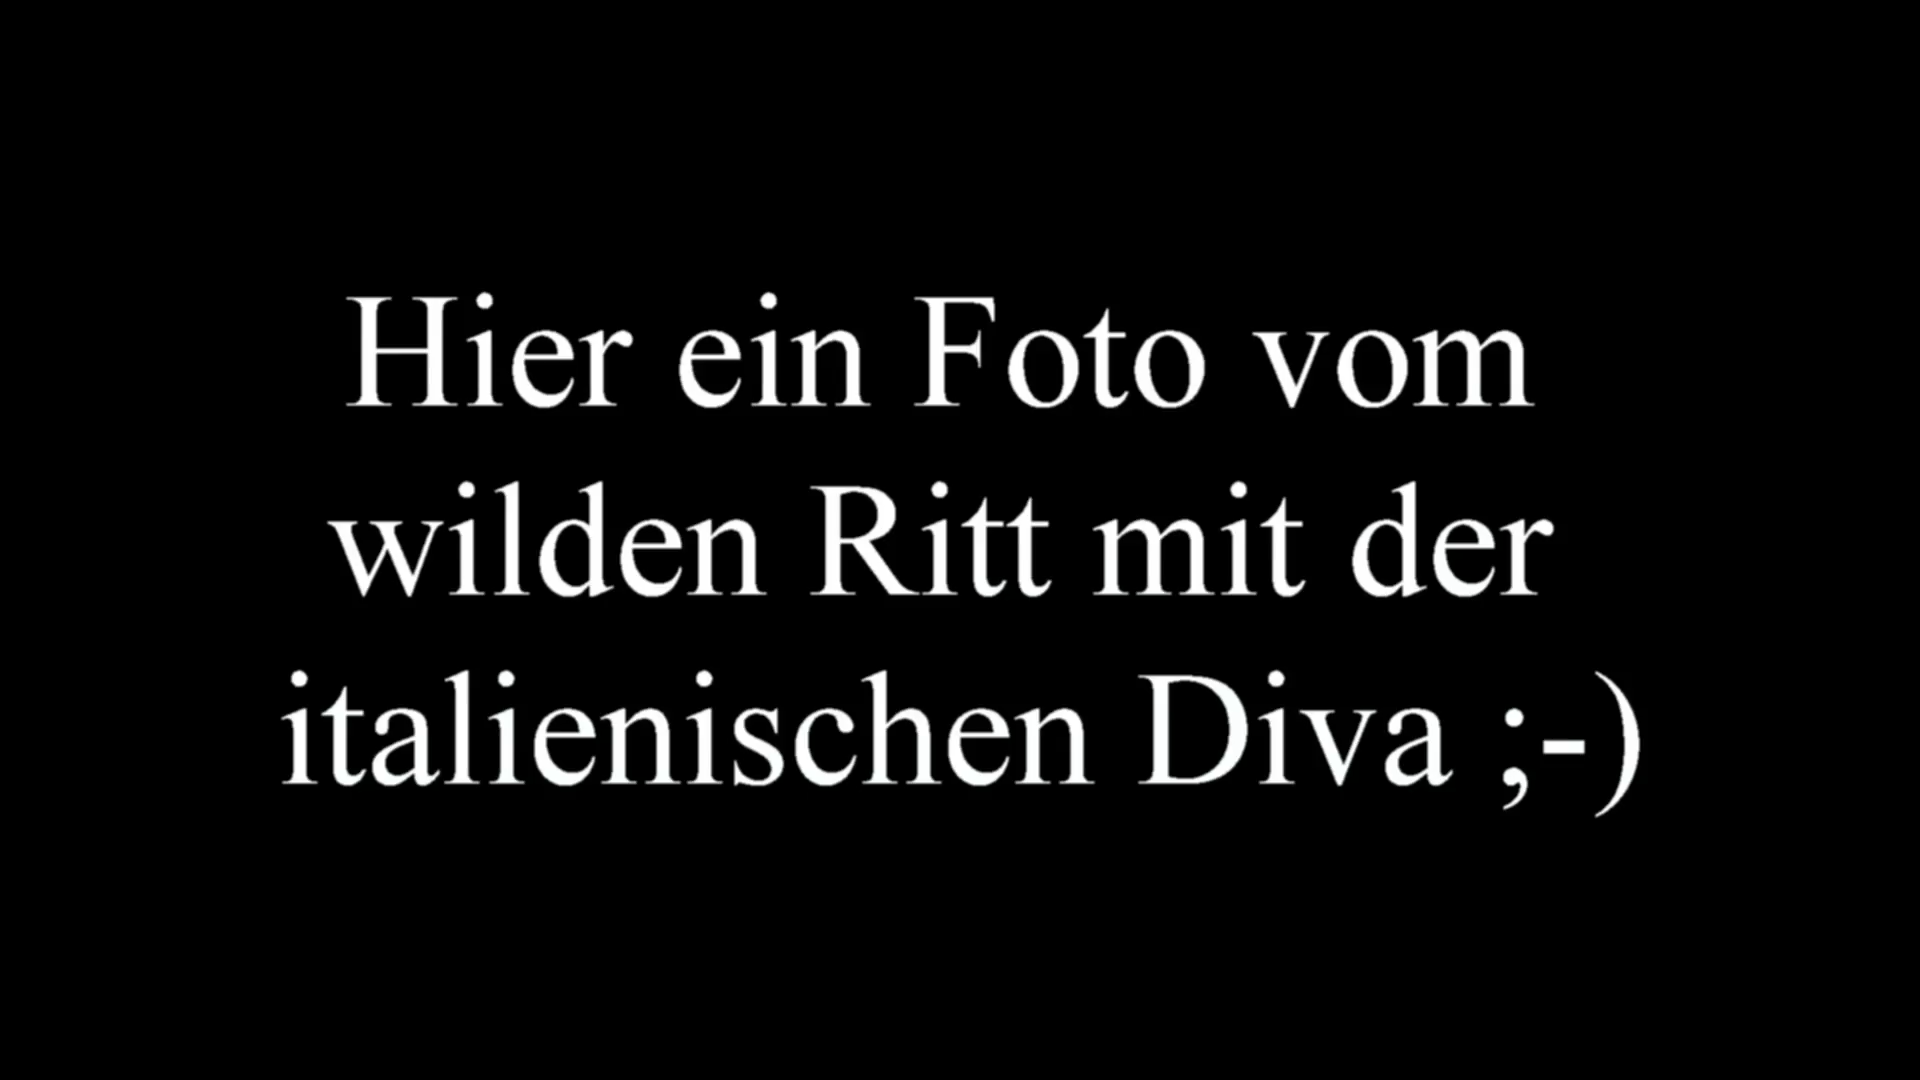 Hier ein Foto vom
wilden Ritt mit der
italienischen Diva ;-)